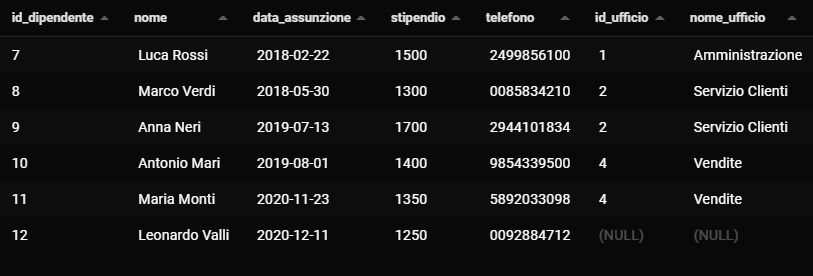 id_dipendente nome data_assunzione stipendio telefono id_ufficio nome_ufficio
7 Luca Rossi 2018-02-22 1500 2499856100 1 Amministrazione
8 Marco Verdi 2018-05-30 1300 0085834210 2 Servizio Clienti
9 Anna Neri 2019-07-13 1700 2944101834 2 Servizio Clienti
10 Antonio Mari 2019-08-01 1400 9854339500 4 Vendite
11 Maria Monti 2020-11-23 1350 5892033098 4 Vendite
12 Leonardo Valli 2020-12-11 1250 0092884712 (NULL) (NULL)